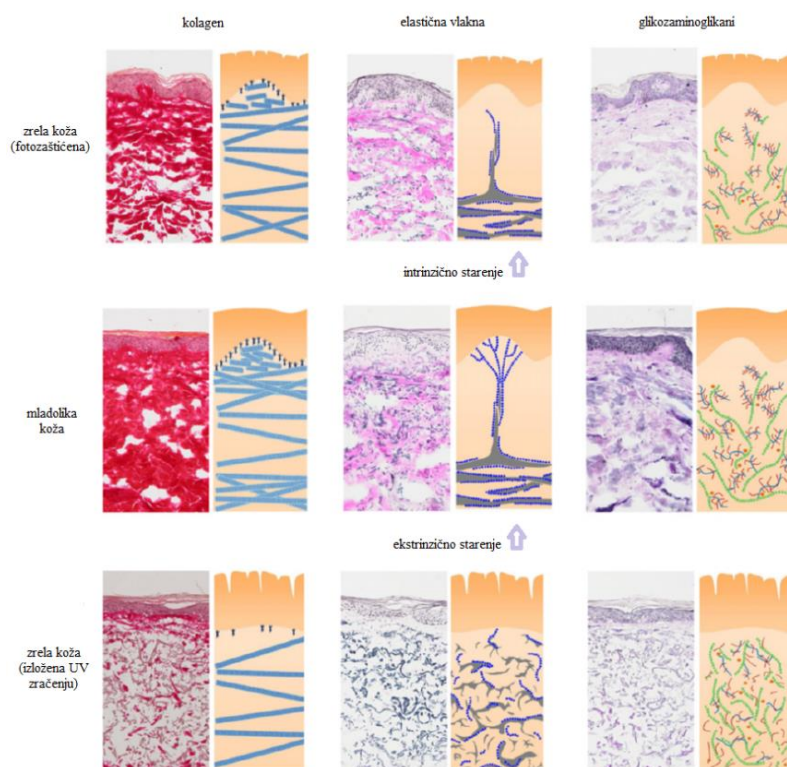 kolagen
elastična vlakna
glikozaminoglikani
zrela koža
(fotozaštićena)
intrinzično starenje
mladolika
koža
ekstrinzično starenje
zrela koža
(izložena UV
zračenju)